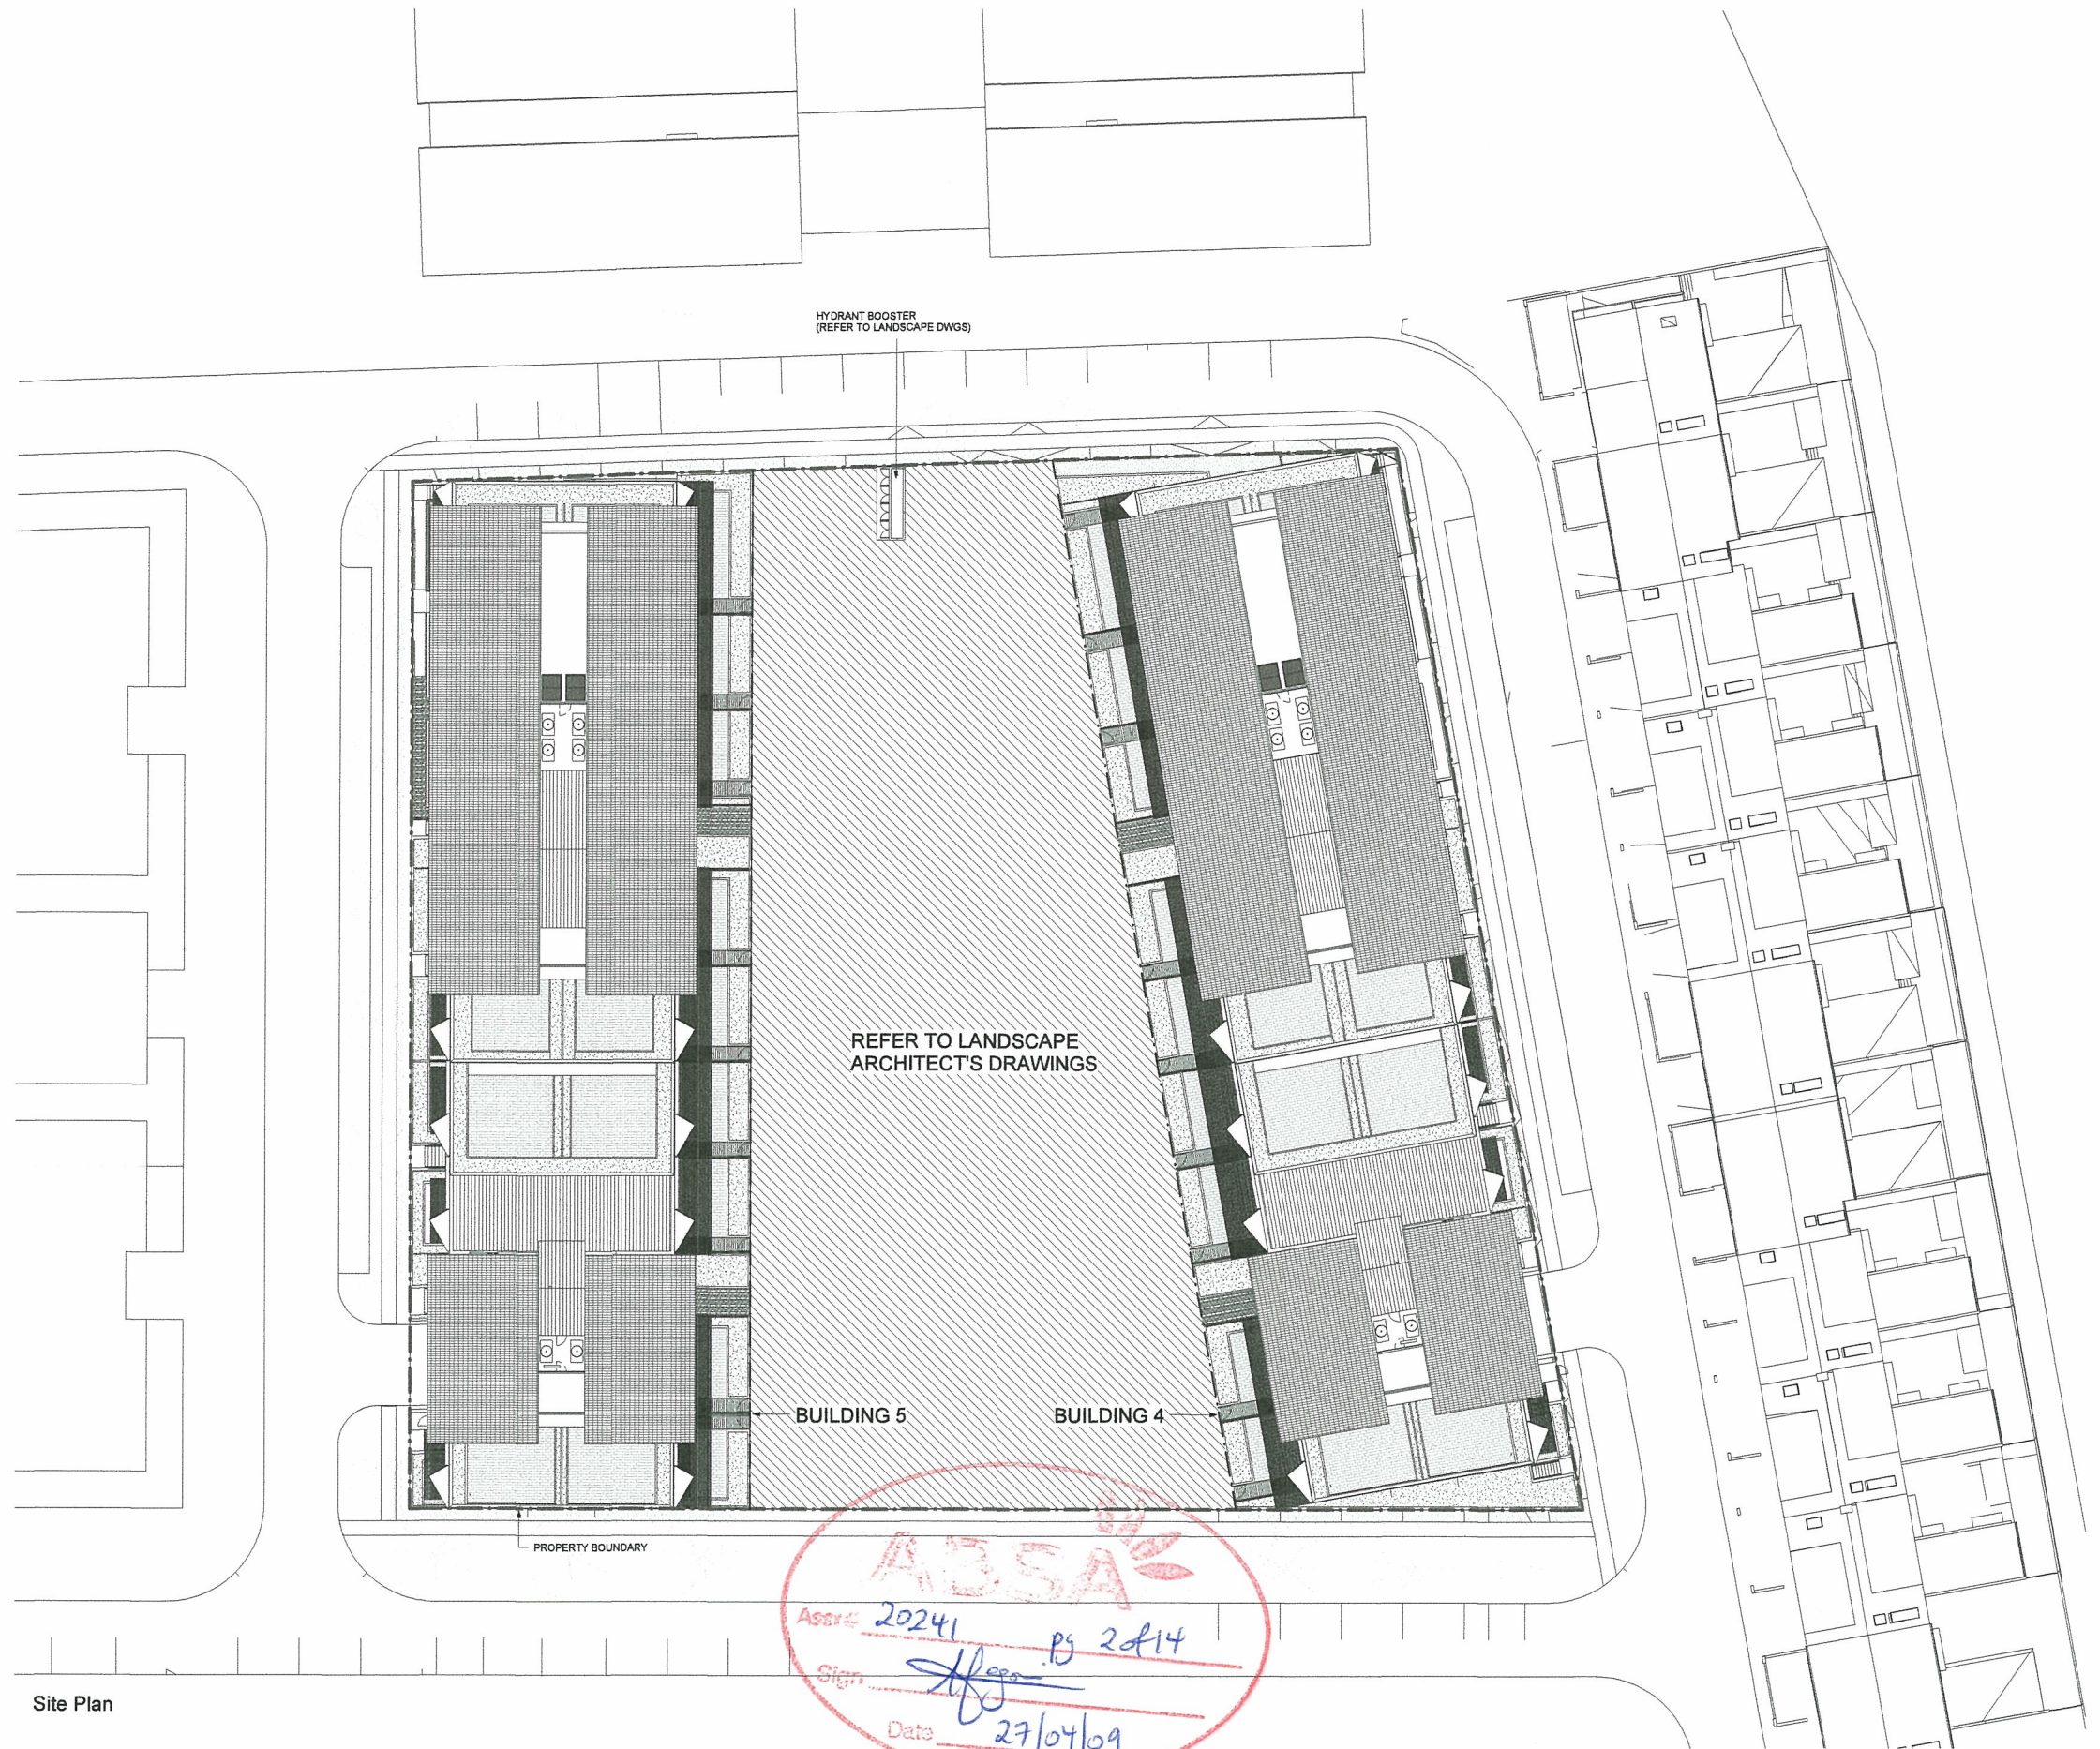 HYDRANT BOOSTER
(REFER TO LANDSCAPE DWGS)
REFER TO LANDSCAPE
ARCHITECT'S DRAWINGS
BUILDING 5
BUILDING 4
PROPERTY BOUNDARY
ABSA
Assr# 20241
pg 2 of 14
Sign
Date 27/04/09
Site Plan